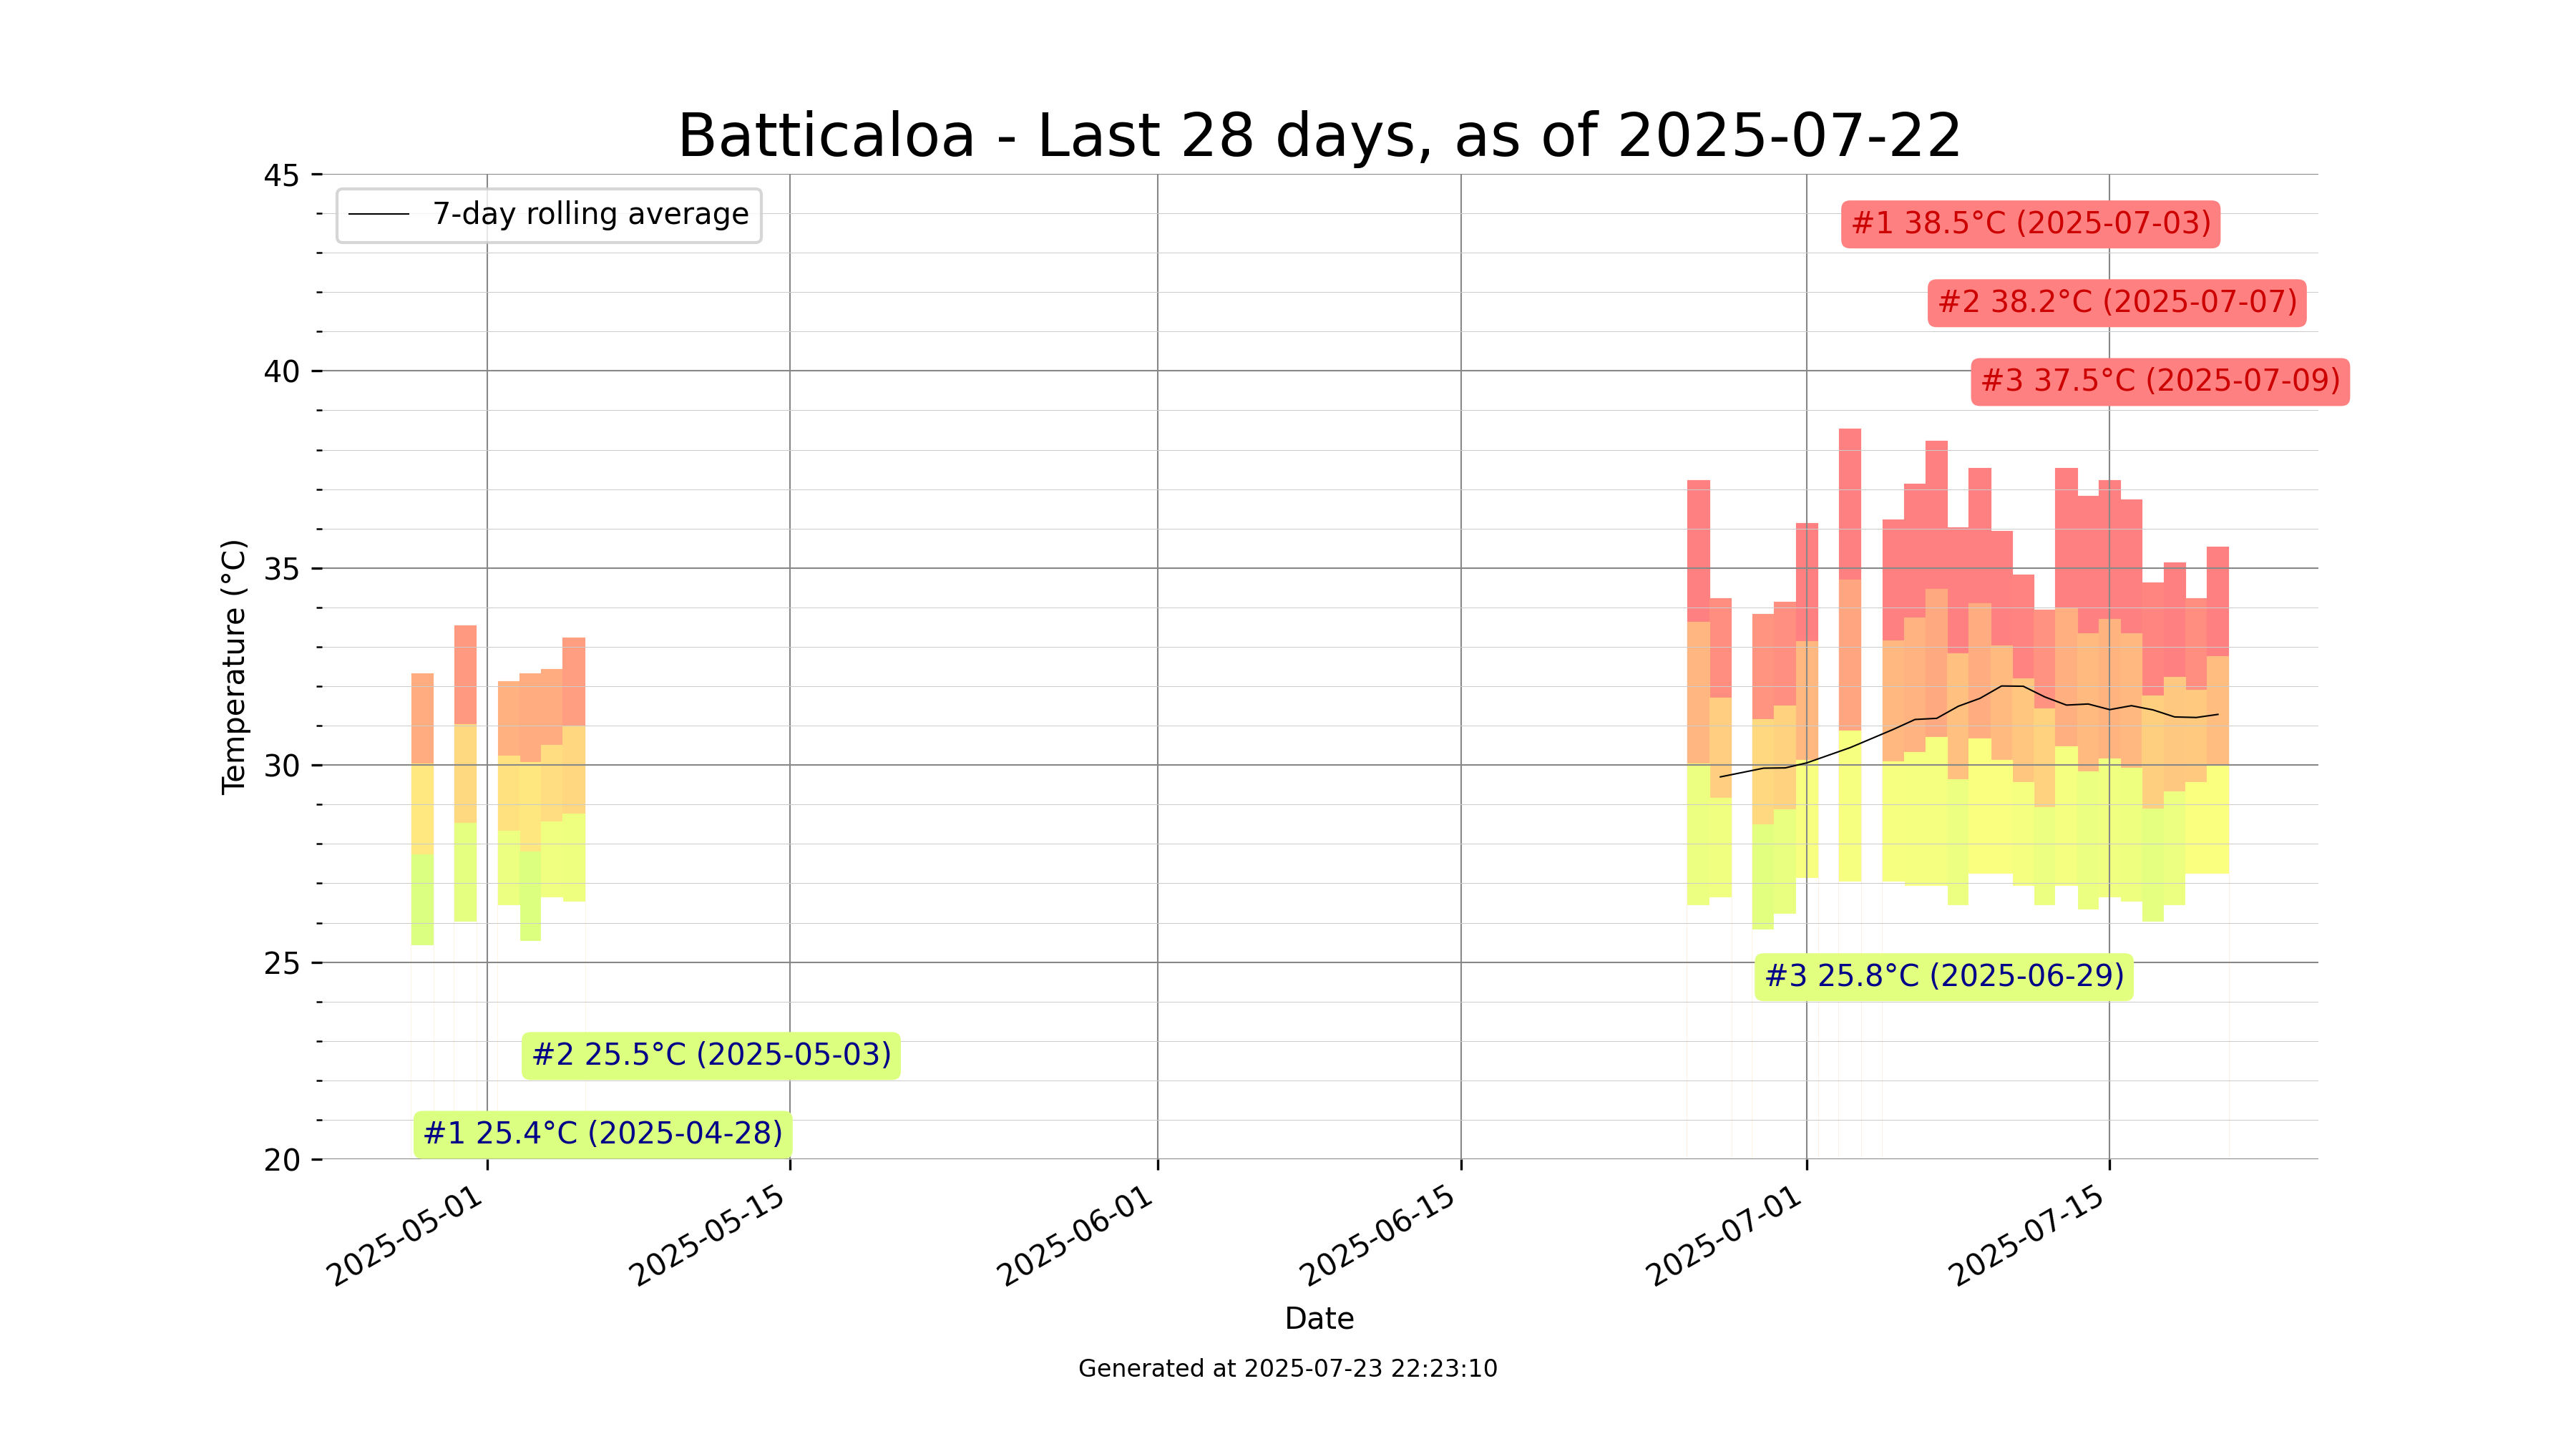 Batticaloa - Last 28 days, as of 2025-07-22
45
7-day rolling average
#1 38.5°C (2025-07-03)
#2 38.2°C (2025-07-07)
40
#3 37.5°C (2025-07-09)
35
Temperature (°C)
30
25
#3 25.8°C (2025-06-29)
#2 25.5°C (2025-05-03)
#1 25.4°C (2025-04-28)
20
2025-05-01
2025-05-15
2025-06-01
2025-06-15
2025-07-01
2025-07-15
Date
Generated at 2025-07-23 22:23:10